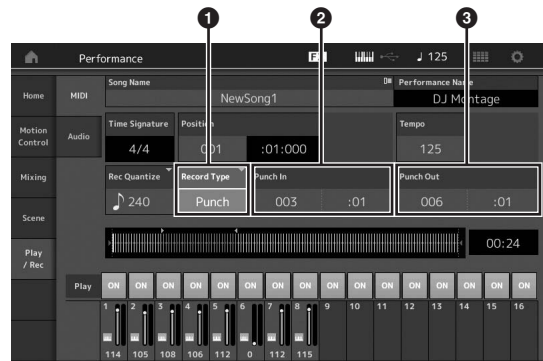 1 2 3
Performance 125
Song Name Performance Name
Home MIDI NewSong1 DJ Montage
Time Signature Position Tempo
Motion Control Audio 4/4 001 :01:000 125
Rec Quantize Record Type Punch In Punch Out
Mixing 240 Punch 003 :01 006 :01
Scene
Play / Rec 00:24
Play ON ON ON ON ON ON ON ON ON ON ON ON ON ON ON ON
1 2 3 4 5 6 7 8 9 10 11 12 13 14 15 16
114 105 108 106 112 0 112 115